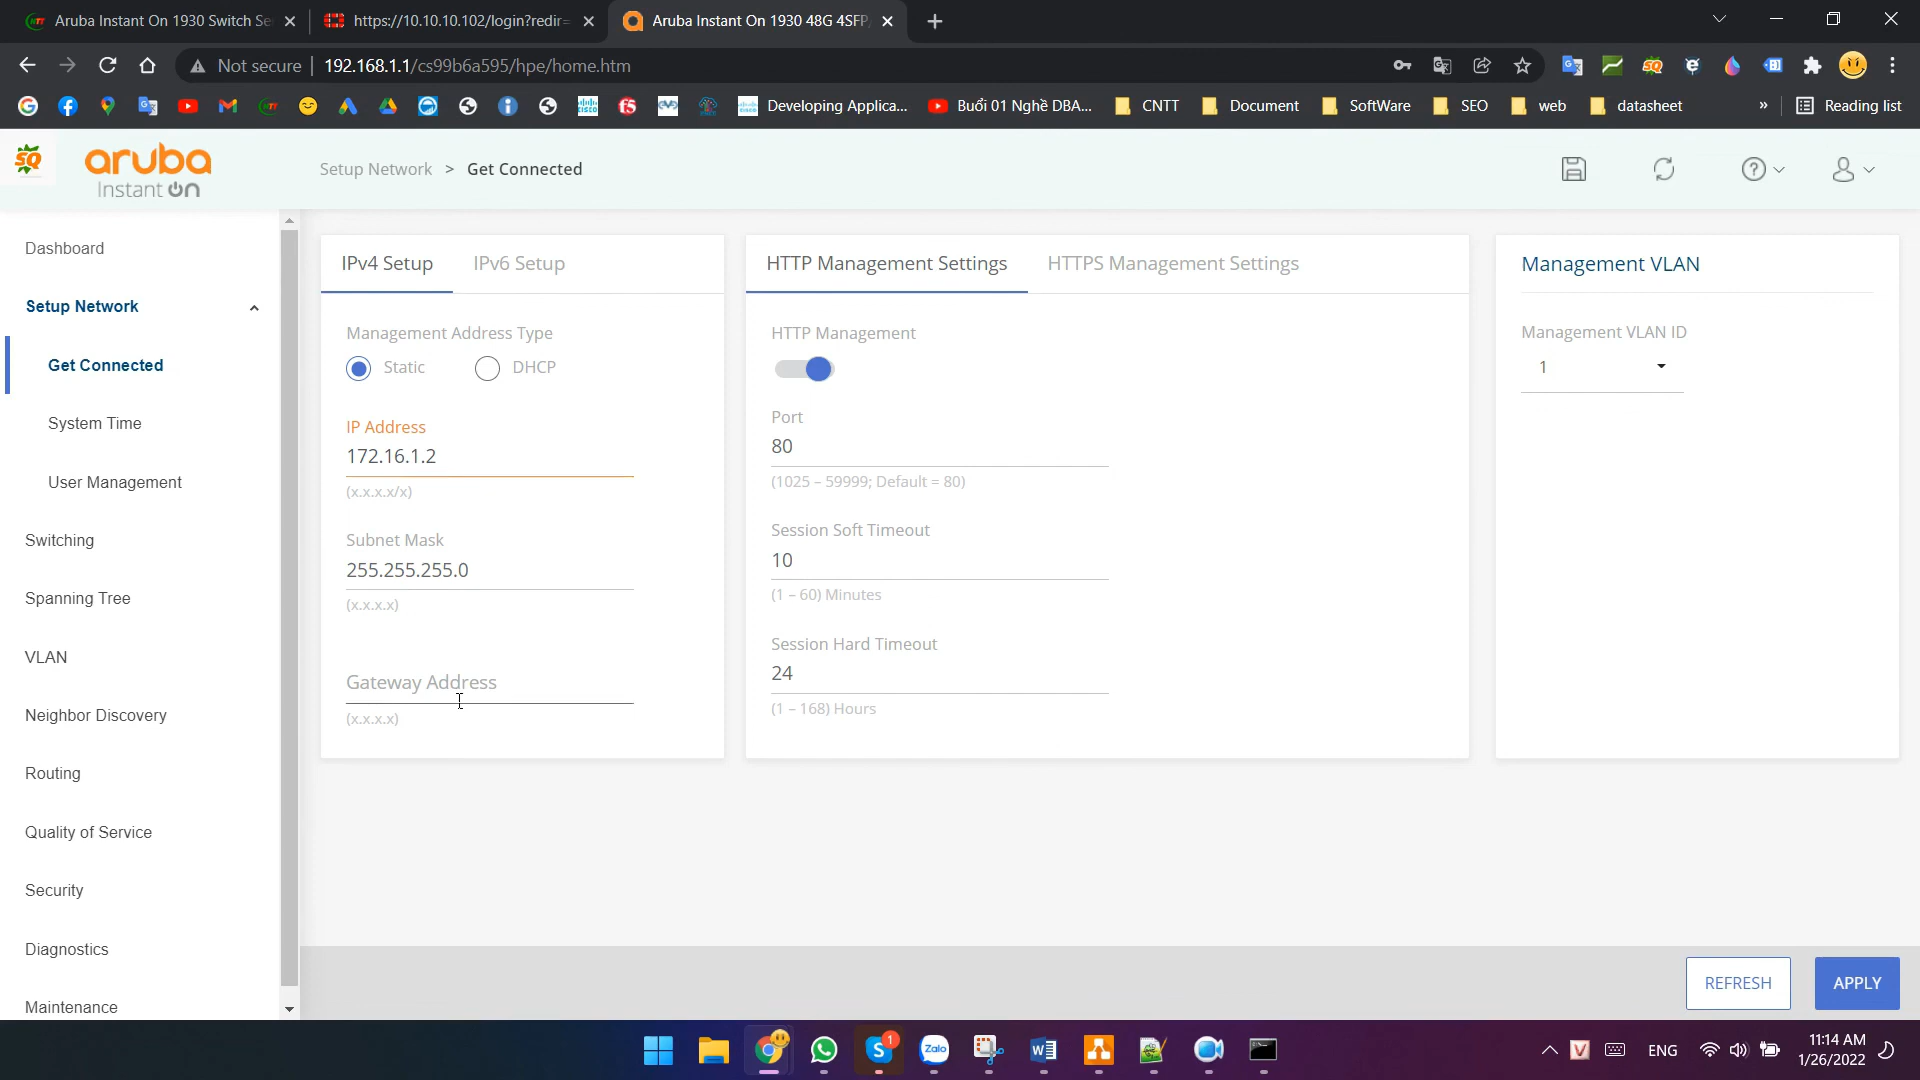 Aruba Instant On 1930 Switch Se
https://10.10.10.102/login?redir=
Aruba Instant On 1930 48G 4SFP
Not secure
192.168.1.1/cs99b6a595/hpe/home.htm
Developing Applica...
Buổi 01 Nghề DBA...
CNTT
Document
SoftWare
SEO
web
datasheet
»
Reading list
SQ
aruba
Instant On
Setup Network > Get Connected
Dashboard
Setup Network
Get Connected
System Time
User Management
Switching
Spanning Tree
VLAN
Neighbor Discovery
Routing
Quality of Service
Security
Diagnostics
Maintenance
IPv4 Setup
IPv6 Setup
Management Address Type
Static
DHCP
IP Address
172.16.1.2
(x.x.x.x/x)
Subnet Mask
255.255.255.0
(x.x.x.x)
Gateway Address
(x.x.x.x)
HTTP Management Settings
HTTPS Management Settings
HTTP Management
Port
80
(1025 – 59999; Default = 80)
Session Soft Timeout
10
(1 – 60) Minutes
Session Hard Timeout
24
(1 – 168) Hours
Management VLAN
Management VLAN ID
1
REFRESH
APPLY
1
Zalo
V
ENG
11:14 AM
1/26/2022